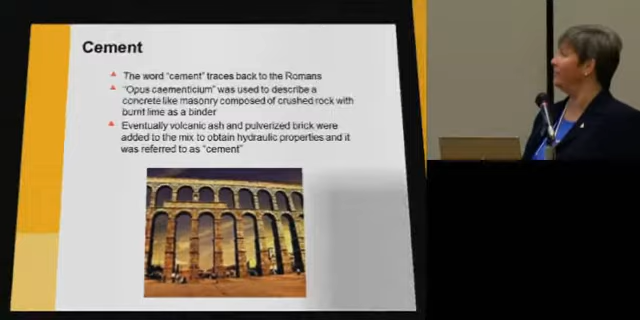 Cement
The word "cement" traces back to the Romans
"Opus caementicium" was used to describe a
concrete like masonry composed of crushed rock with
burnt lime as a binder
Eventually volcanic ash and pulverized brick were
added to the mix to obtain hydraulic properties and it
was referred to as "cement"